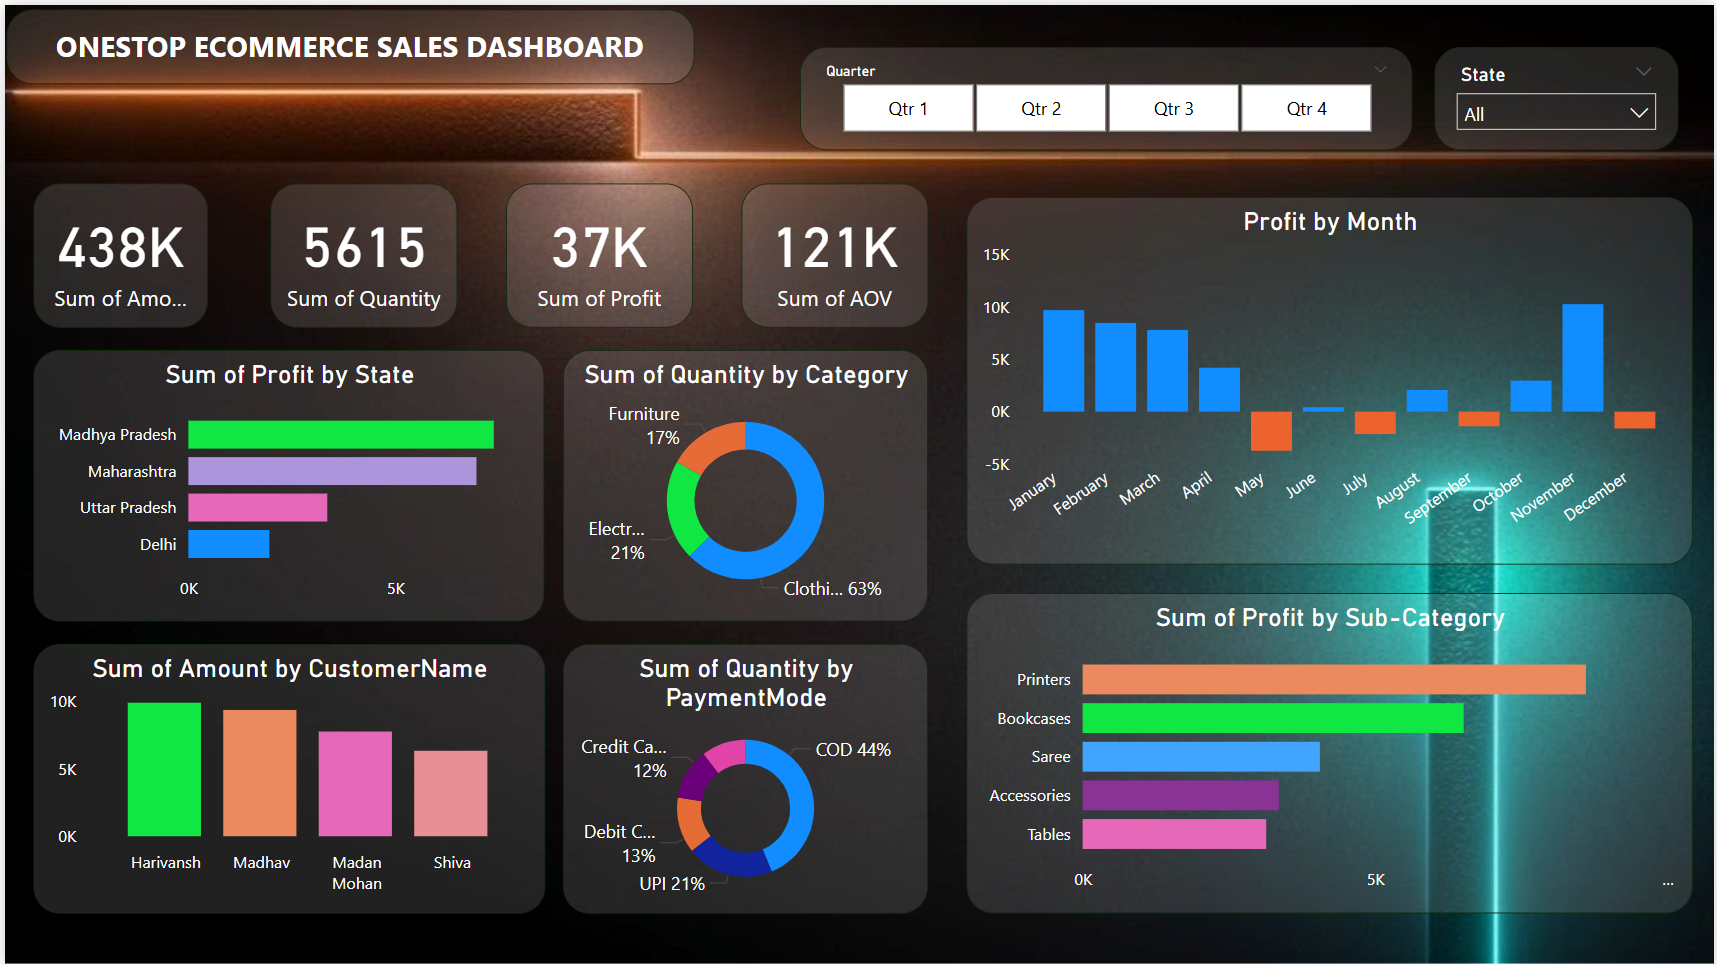 ONESTOP ECOMMERCE SALES DASHBOARD
Quarter
Qtr 1
Qtr 2
Qtr 3
Qtr 4
State
All
438K
Sum of Amo...
5615
Sum of Quantity
37K
Sum of Profit
121K
Sum of AOV
Profit by Month
15K
10K
5K
0K
-5K
January
February
March
April
May
June
July
August
September
October
November
December
Sum of Profit by State
Madhya Pradesh
Maharashtra
Uttar Pradesh
Delhi
0K
5K
Sum of Quantity by Category
Furniture
17%
Electr...
21%
Clothi... 63%
Sum of Amount by CustomerName
10K
5K
0K
Harivansh
Madhav
Madan
Mohan
Shiva
Sum of Quantity by
PaymentMode
Credit Ca...
12%
COD 44%
Debit C...
13%
UPI 21%
Sum of Profit by Sub-Category
Printers
Bookcases
Saree
Accessories
Tables
0K
5K
...